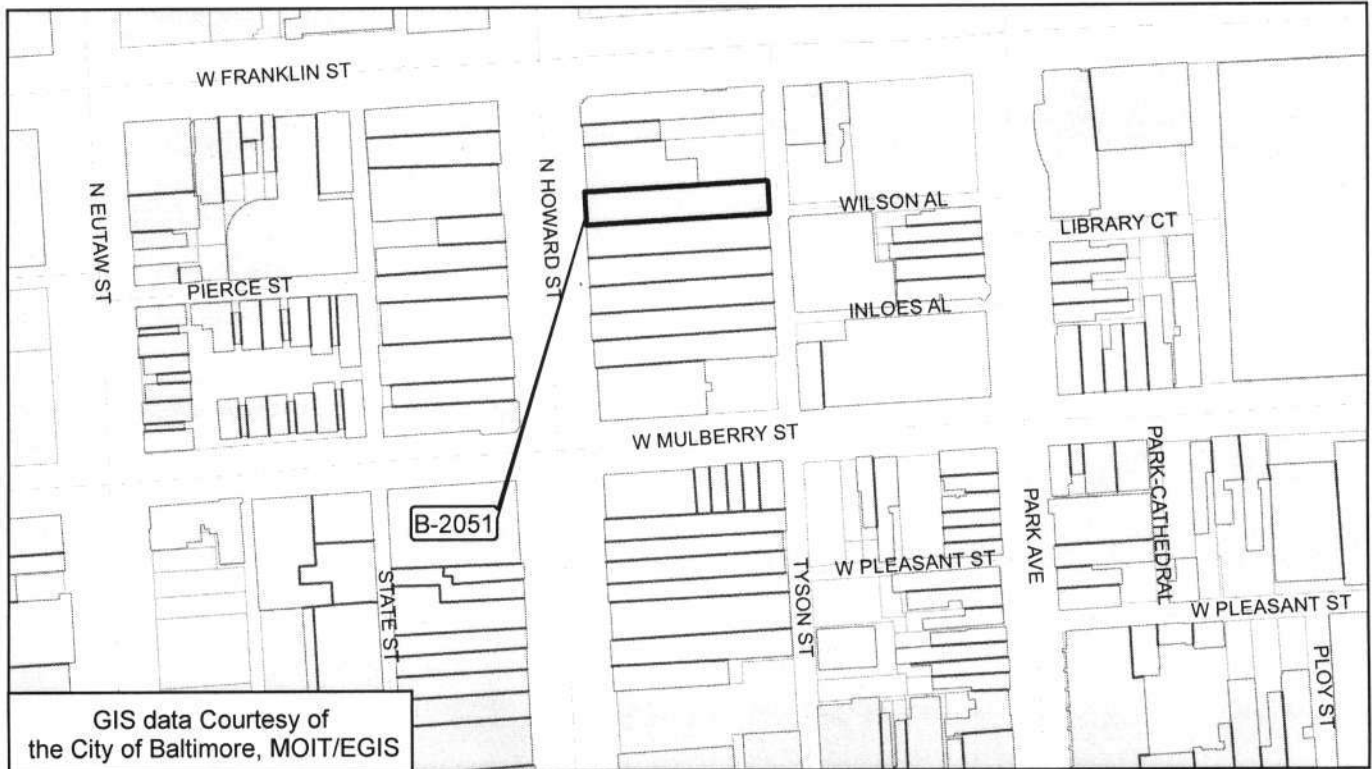 W FRANKLIN ST
N EUTAW ST
N HOWARD ST
WILSON AL
LIBRARY CT
PIERCE ST
INLOES AL
W MULBERRY ST
B-2051
PARK AVE
PARK-CATHEDRAL
STATE ST
TYSON ST
W PLEASANT ST
W PLEASANT ST
PLOY ST
GIS data Courtesy of
the City of Baltimore, MOIT/EGIS